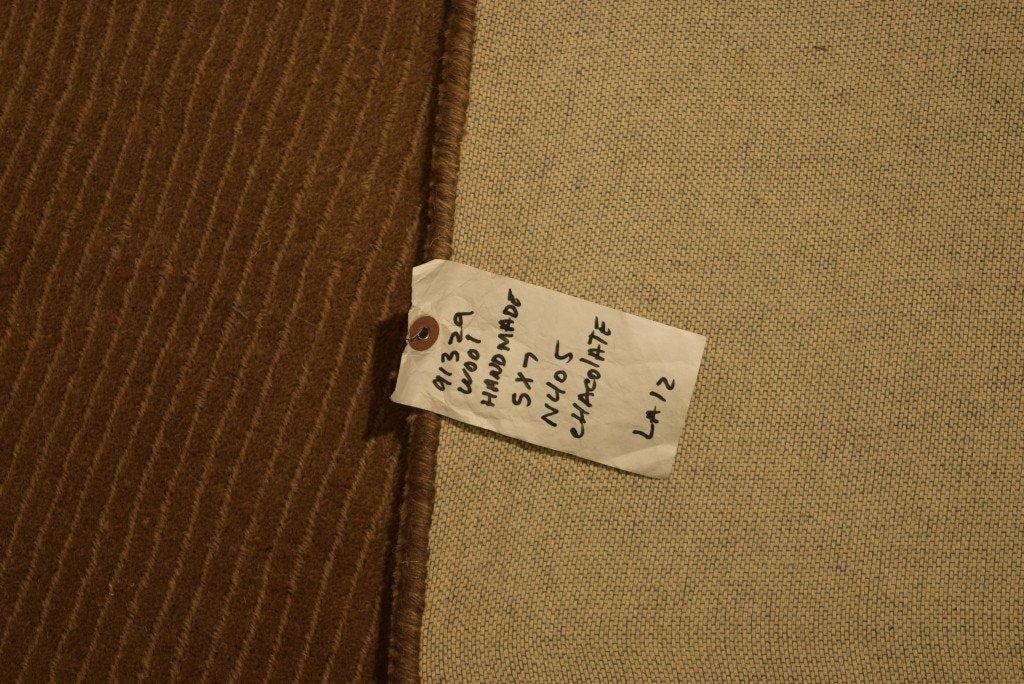 91329
WOOl
HANDMADE
5X7
N405
CHACOlATE
LA12